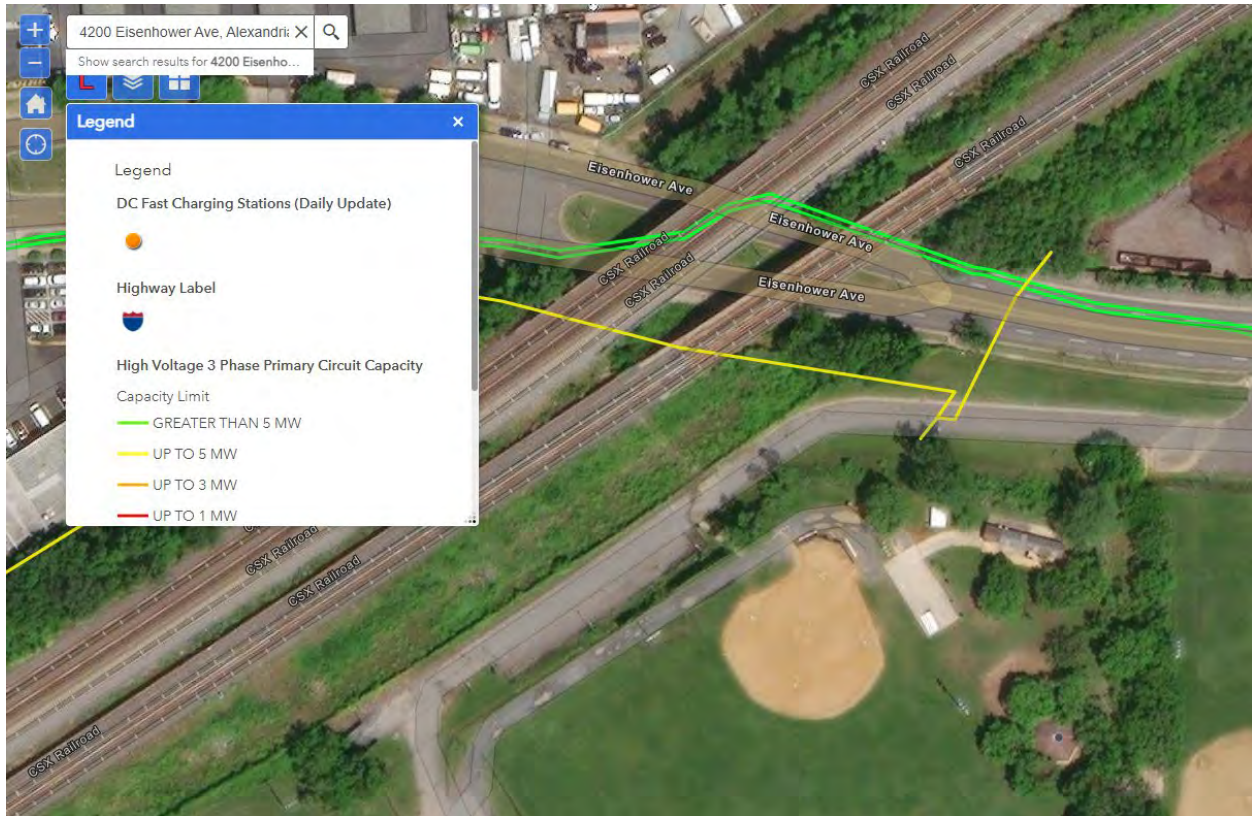 +
4200 Eisenhower Ave, Alexandri
−
Show search results for 4200 Eisenho...
Legend
×
Legend
DC Fast Charging Stations (Daily Update)
Highway Label
High Voltage 3 Phase Primary Circuit Capacity
Capacity Limit
GREATER THAN 5 MW
UP TO 5 MW
UP TO 3 MW
UP TO 1 MW
CSX Railroad
CSX Railroad
CSX Railroad
Eisenhower Ave
Eisenhower Ave
CSX Railroad
CSX Railroad
Eisenhower Ave
CSX Railroad
CSX Railroad
CSX Railroad